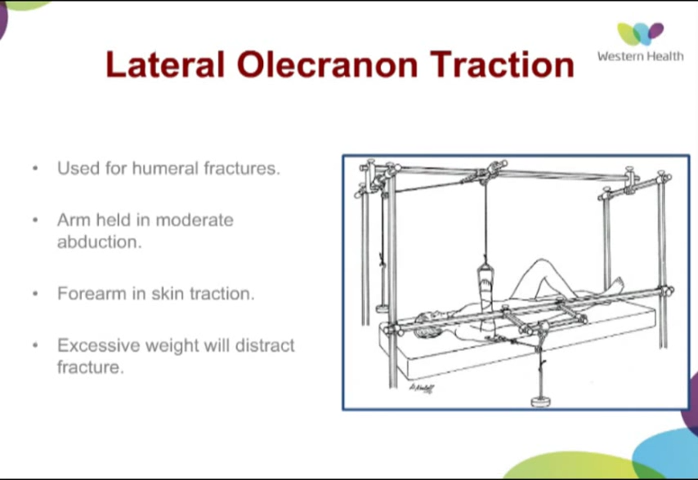 Western Health
Lateral Olecranon Traction
• Used for humeral fractures.
• Arm held in moderate
abduction.
• Forearm in skin traction.
• Excessive weight will distract
fracture.